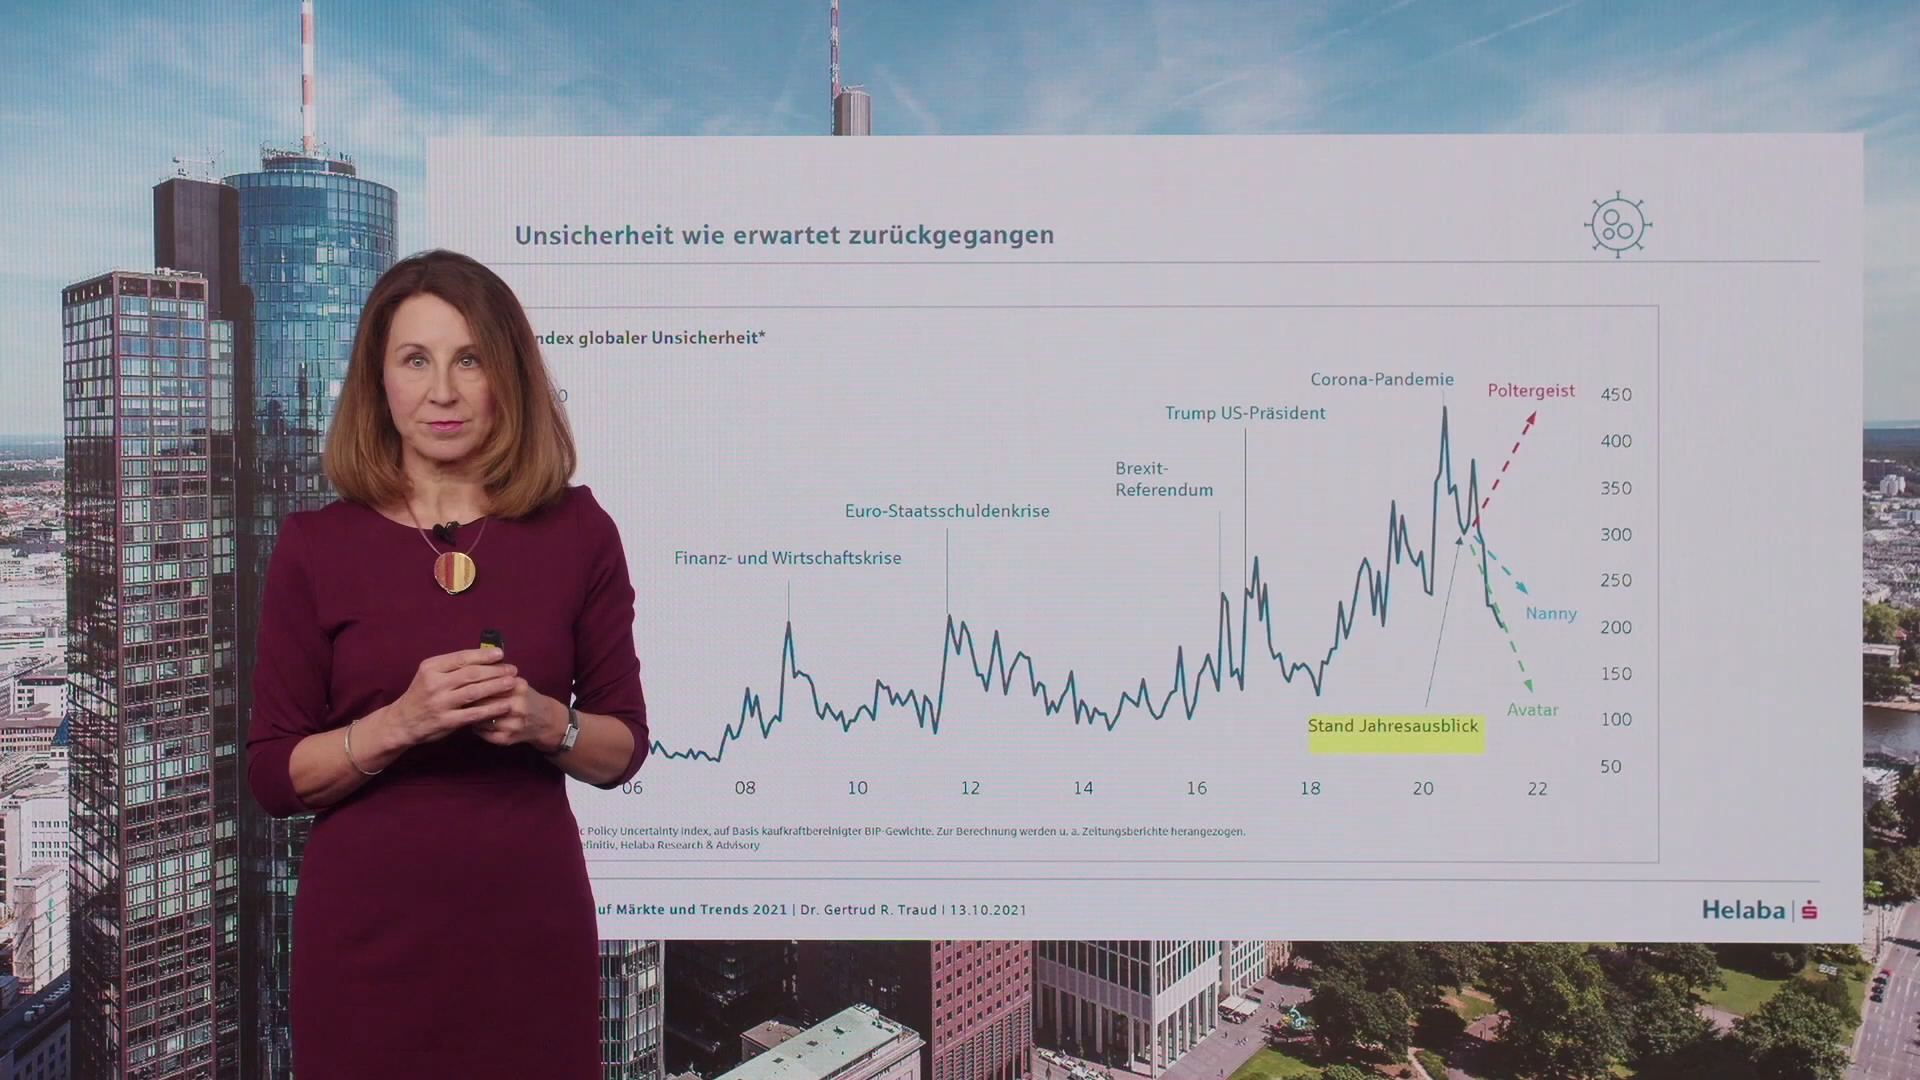 Unsicherheit wie erwartet zurückgegangen
ndex globaler Unsicherheit*
Corona-Pandemie
Poltergeist
0
450
Trump US-Präsident
400
Brexit-
Referendum
350
Euro-Staatsschuldenkrise
300
Finanz- und Wirtschaftskrise
250
Nanny
200
150
Avatar
100
Stand Jahresausblick
50
06 08 10 12 14 16 18 20 22
c Policy Uncertainty Index, auf Basis kaufkraftbereinigter BIP-Gewichte. Zur Berechnung werden u. a. Zeitungsberichte herangezogen.
efinitiv, Helaba Research & Advisory
uf Märkte und Trends 2021 | Dr. Gertrud R. Traud I 13.10.2021
Helaba